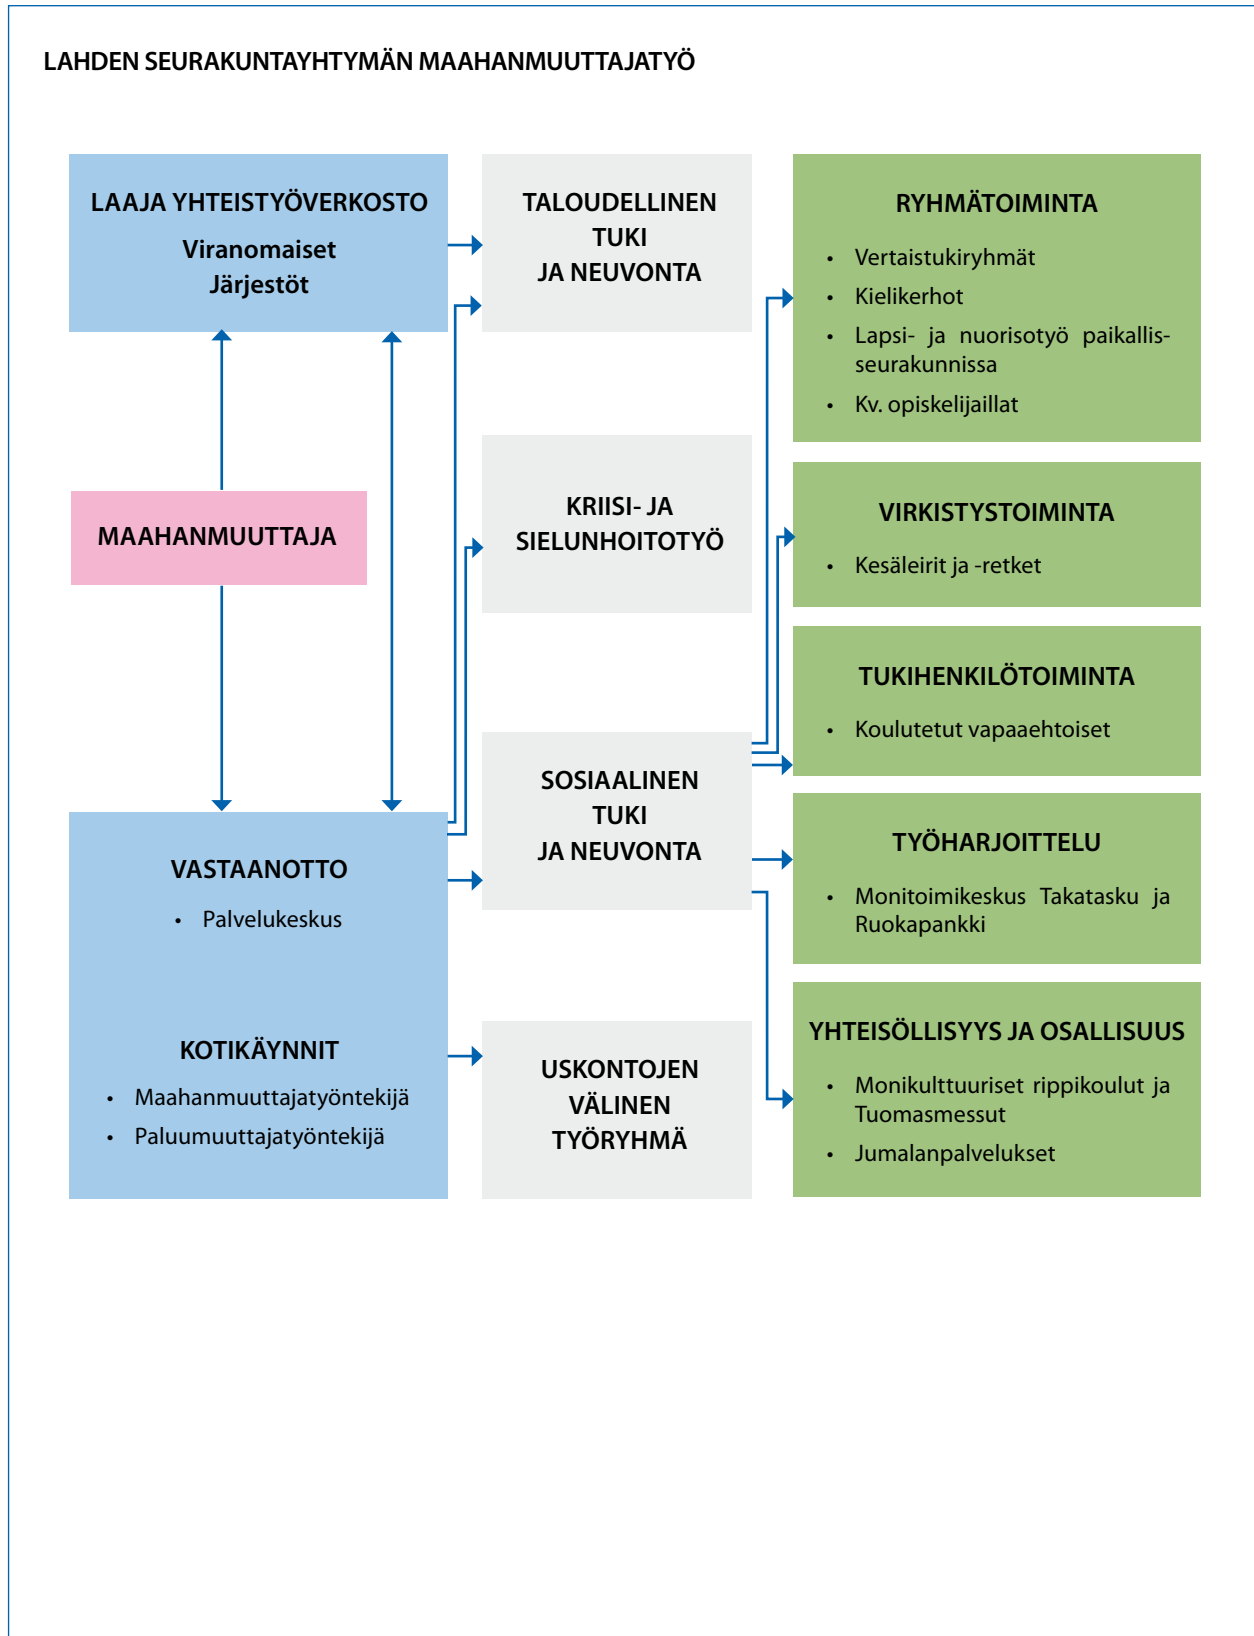 LAHDEN SEURAKUNTAYHTYMÄN MAAHANMUUTTAJATYÖ
LAAJA YHTEISTYÖVERKOSTO
Viranomaiset
Järjestöt
MAAHANMUUTTAJA
VASTAANOTTO
• Palvelukeskus
KOTIKÄYNNIT
• Maahanmuuttajatyöntekijä
• Paluumuuttajatyöntekijä
TALOUDELLINEN
TUKI
JA NEUVONTA
KRIISI- JA
SIELUNHOITOTYÖ
SOSIAALINEN
TUKI
JA NEUVONTA
USKONTOJEN
VÄLINEN
TYÖRYHMÄ
RYHMÄTOIMINTA
• Vertaistukiryhmät
• Kielikerhot
• Lapsi- ja nuorisotyö paikallis-
seurakunnissa
• Kv. opiskelijaillat
VIRKISTYSTOIMINTA
• Kesäleirit ja -retket
TUKIHENKILÖTOIMINTA
• Koulutetut vapaaehtoiset
TYÖHARJOITTELU
• Monitoimikeskus Takatasku ja
Ruokapankki
YHTEISÖLLISYYS JA OSALLISUUS
• Monikulttuuriset rippikoulut ja
Tuomasmessut
• Jumalanpalvelukset